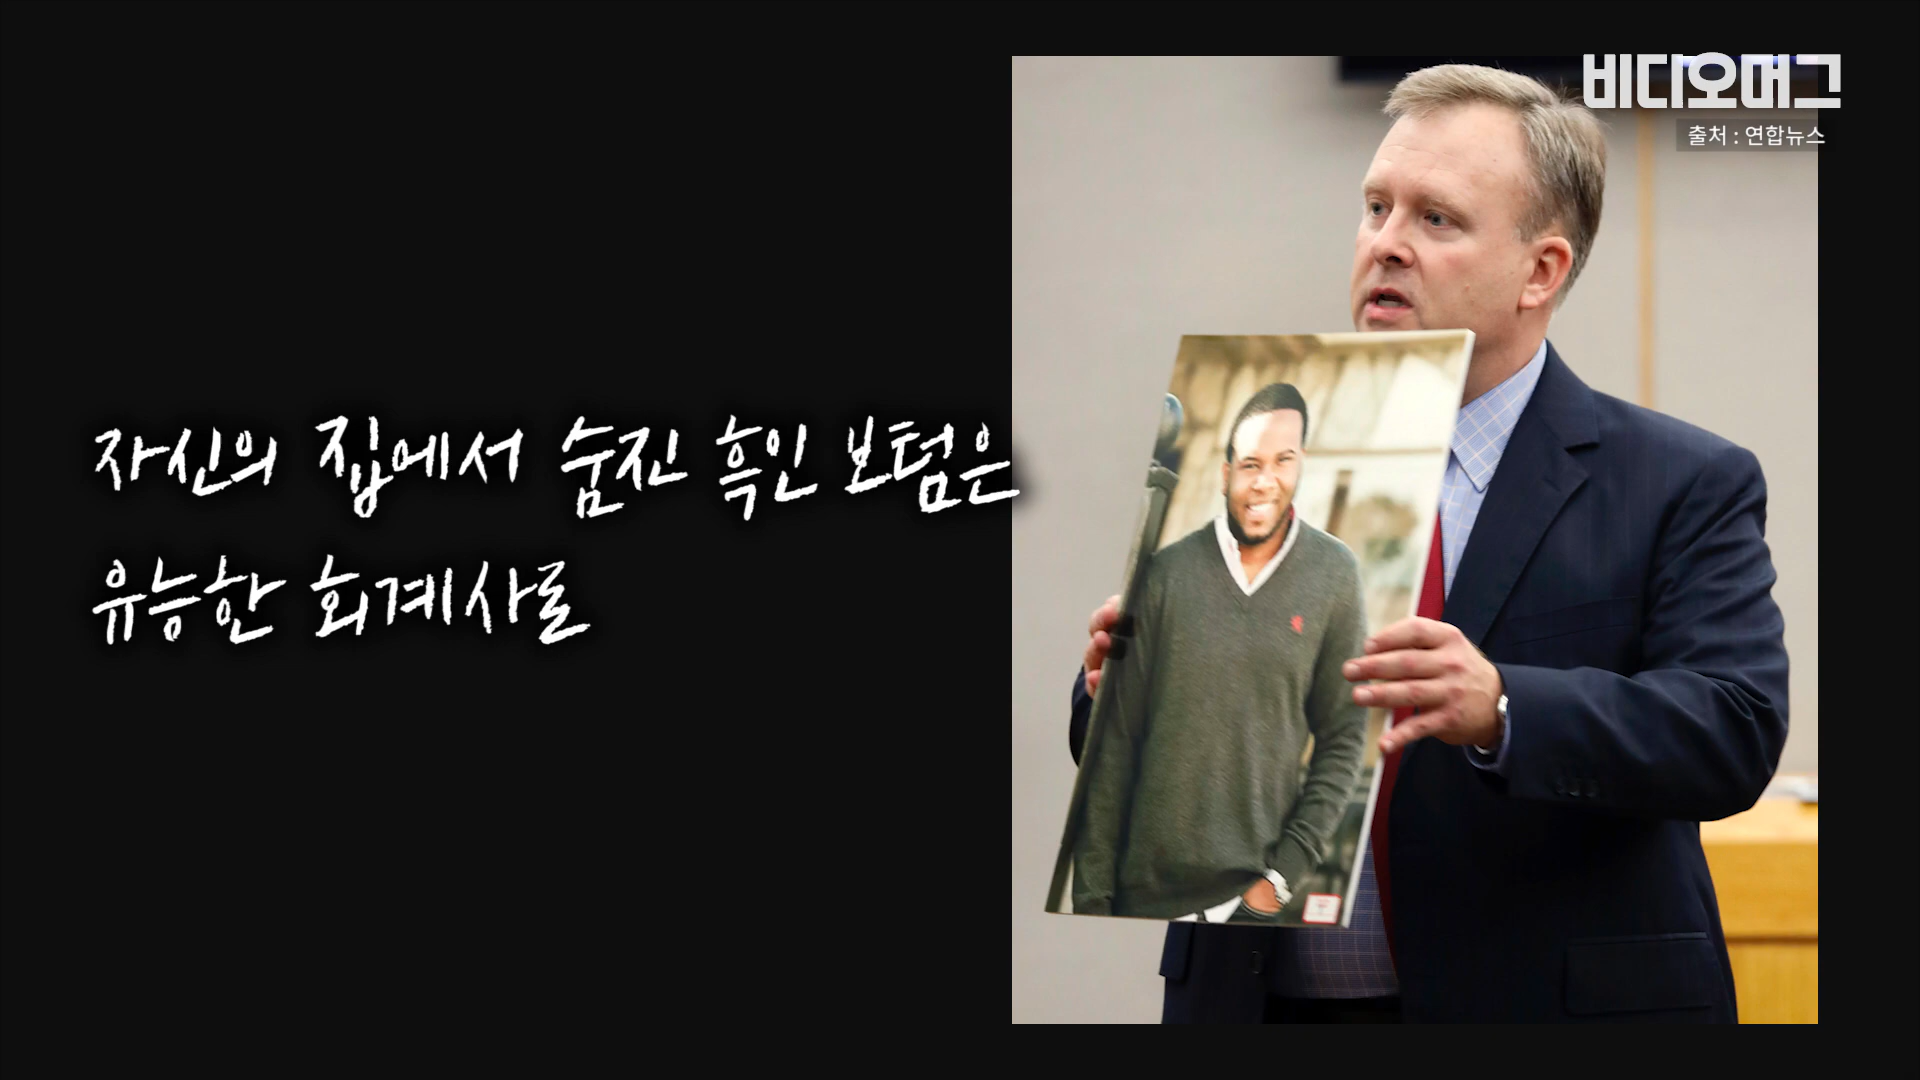 비디오머그
출처 : 연합뉴스
자신의 집에서 숨진 흑인 보텀은
유능한 회계사로